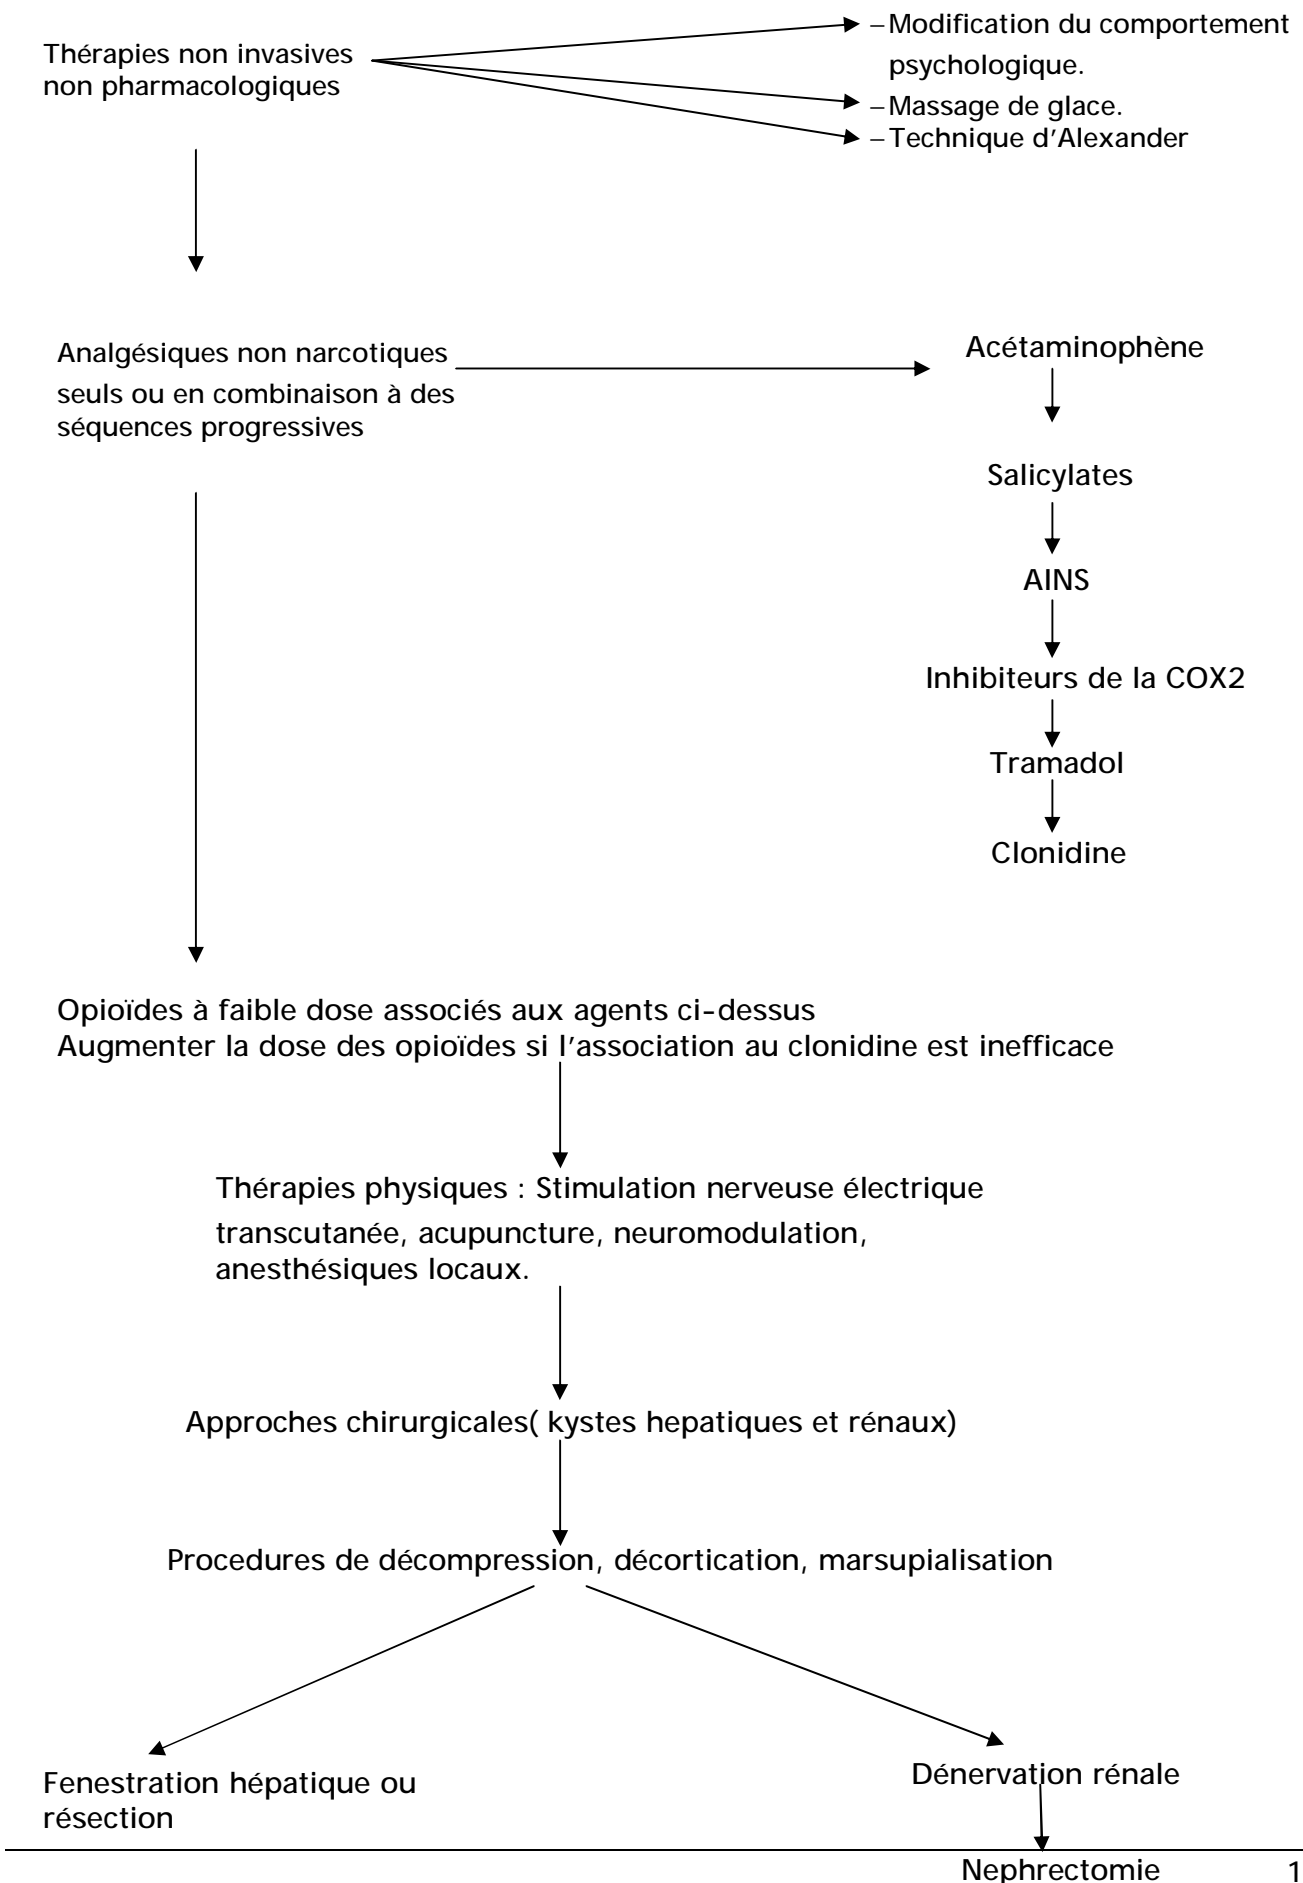 Thérapies non invasives
non pharmacologiques
–Modification du comportement
psychologique.
–Massage de glace.
–Technique d’Alexander
Analgésiques non narcotiques
seuls ou en combinaison à des
séquences progressives
Acétaminophène
Salicylates
AINS
Inhibiteurs de la COX2
Tramadol
Clonidine
Opioïdes à faible dose associés aux agents ci-dessus
Augmenter la dose des opioïdes si l’association au clonidine est inefficace
Thérapies physiques : Stimulation nerveuse électrique
transcutanée, acupuncture, neuromodulation,
anesthésiques locaux.
Approches chirurgicales( kystes hepatiques et rénaux)
Procedures de décompression, décortication, marsupialisation
Fenestration hépatique ou
résection
Dénervation rénale
Nephrectomie
1